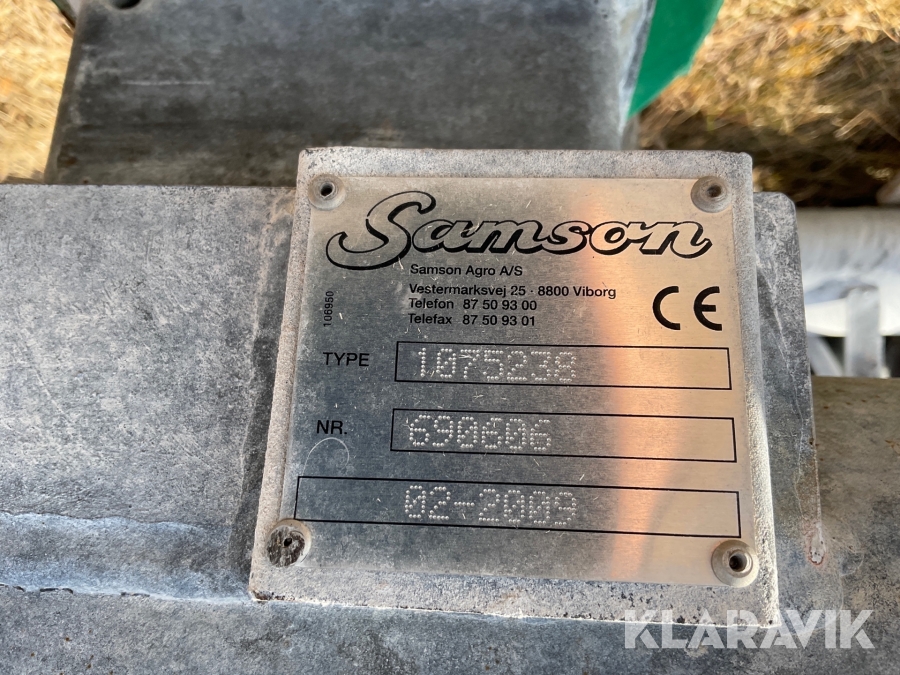 Samson
Samson Agro A/S
Vestermarksvej 25 - 8800 Viborg
Telefon 87 50 93 00
Telefax 87 50 93 01
CE
106950
TYPE 1075238
NR. 690606
02-2009
KLARAVIK